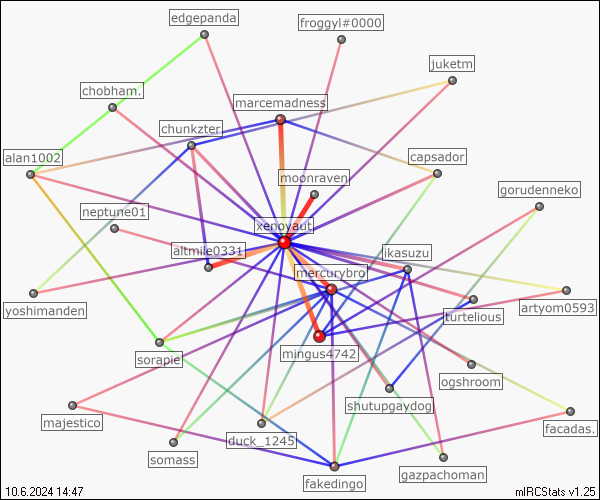 edgepanda
froggyl#0000
juketm
chobham.
marcemadness
chunkzter
alan1002
capsador
moonraven
gorudenneko
neptune01
xenoyaut
altmile0331
likasuzu
mercurybro
yoshimanden
artyom0593
turtelious
sorapie
mingus4742
ogshroom
shutupgaydog
majestico
facadas.
duck_1245
somass
gazpachoman
fakedingo
10.6.2024 14:47
mIRCStats v1.25